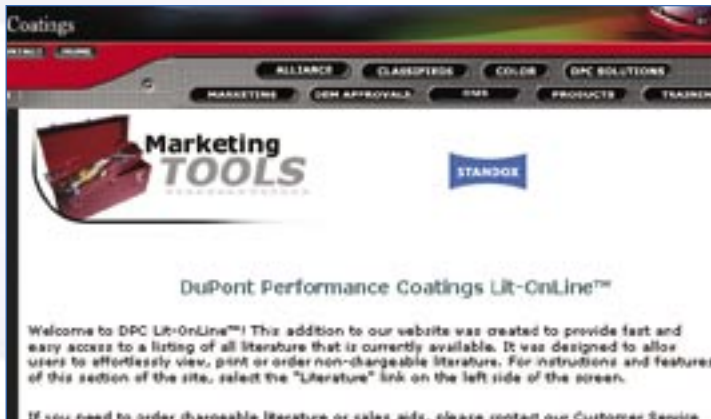 Coatings
HOME
ALLIANCE CLASSIFIEDS COLOR DPC SOLUTIONS
MARKETING OEM APPROVALS PRODUCTS
Marketing
TOOLS
STANDOX
DuPont Performance Coatings Lit-OnLine™
Welcome to DPC Lit-OnLine™! This addition to our website was created to provide fast and
easy access to a listing of all literature that is currently available. It was designed to allow
users to effortlessly view, print or order non-chargeable literature. For instructions and features
of this section of the site, select the "Literature" link on the left side of the screen.
If you need to order chargeable literature or sales aids, please contact our Customer Service